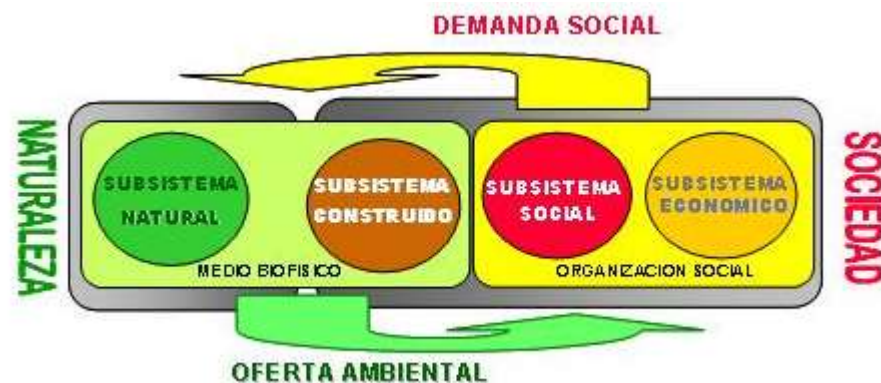 DEMANDA SOCIAL
NATURALEZA
SUBSISTEMA
NATURAL
SUBSISTEMA
CONSTRUIDO
SUBSISTEMA
SOCIAL
SUBSISTEMA
ECONOMICO
SOCIEDAD
MEDIO BIOFISICO
ORGANIZACION SOCIAL
OFERTA AMBIENTAL